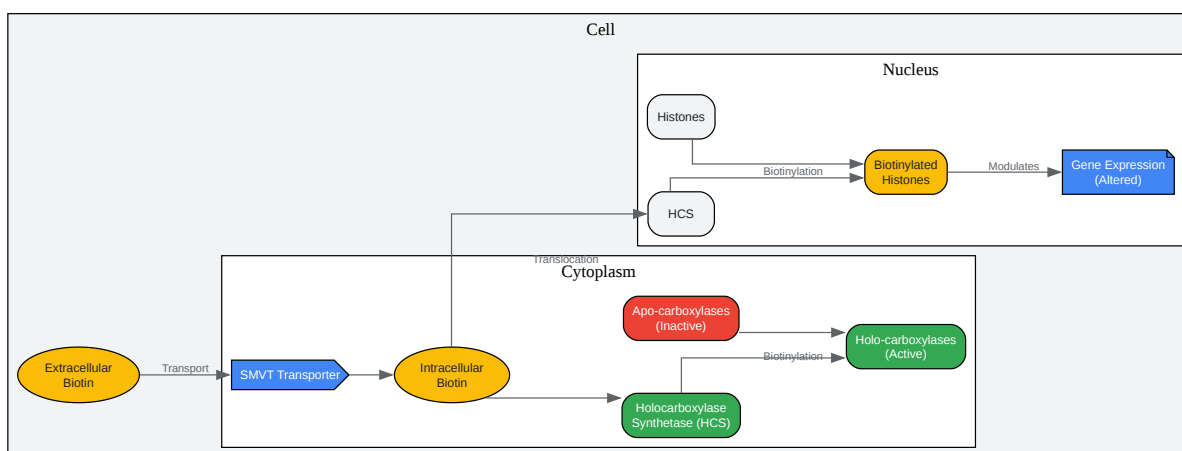 Cell
Nucleus
Histones
Biotinylation
Biotinylated
Histones
Modulates
Gene Expression
(Altered)
HCS
Translocation
Cytoplasm
Apo-carboxylases
(Inactive)
Holo-carboxylases
(Active)
Biotinylation
Extracellular
Biotin
Transport
SMVT Transporter
Intracellular
Biotin
Holocarboxylase
Synthetase (HCS)